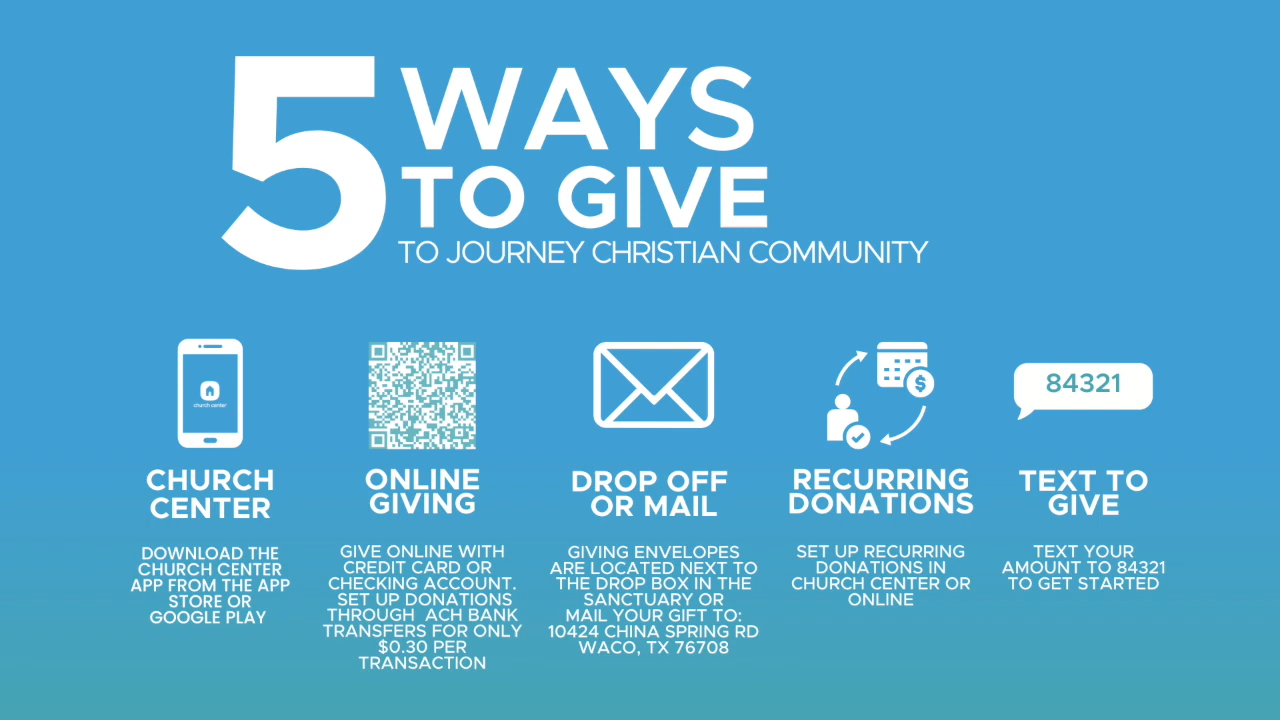 5 WAYS
TO GIVE
TO JOURNEY CHRISTIAN COMMUNITY
church center
CHURCH
CENTER
DOWNLOAD THE
CHURCH CENTER
APP FROM THE APP
STORE OR
GOOGLE PLAY
ONLINE
GIVING
GIVE ONLINE WITH
CREDIT CARD OR
CHECKING ACCOUNT.
SET UP DONATIONS
THROUGH ACH BANK
TRANSFERS FOR ONLY
$0.30 PER
TRANSACTION
DROP OFF
OR MAIL
GIVING ENVELOPES
ARE LOCATED NEXT TO
THE DROP BOX IN THE
SANCTUARY OR
MAIL YOUR GIFT TO:
10424 CHINA SPRING RD
WACO, TX 76708
$
RECURRING
DONATIONS
SET UP RECURRING
DONATIONS IN
CHURCH CENTER OR
ONLINE
84321
TEXT TO
GIVE
TEXT YOUR
AMOUNT TO 84321
TO GET STARTED